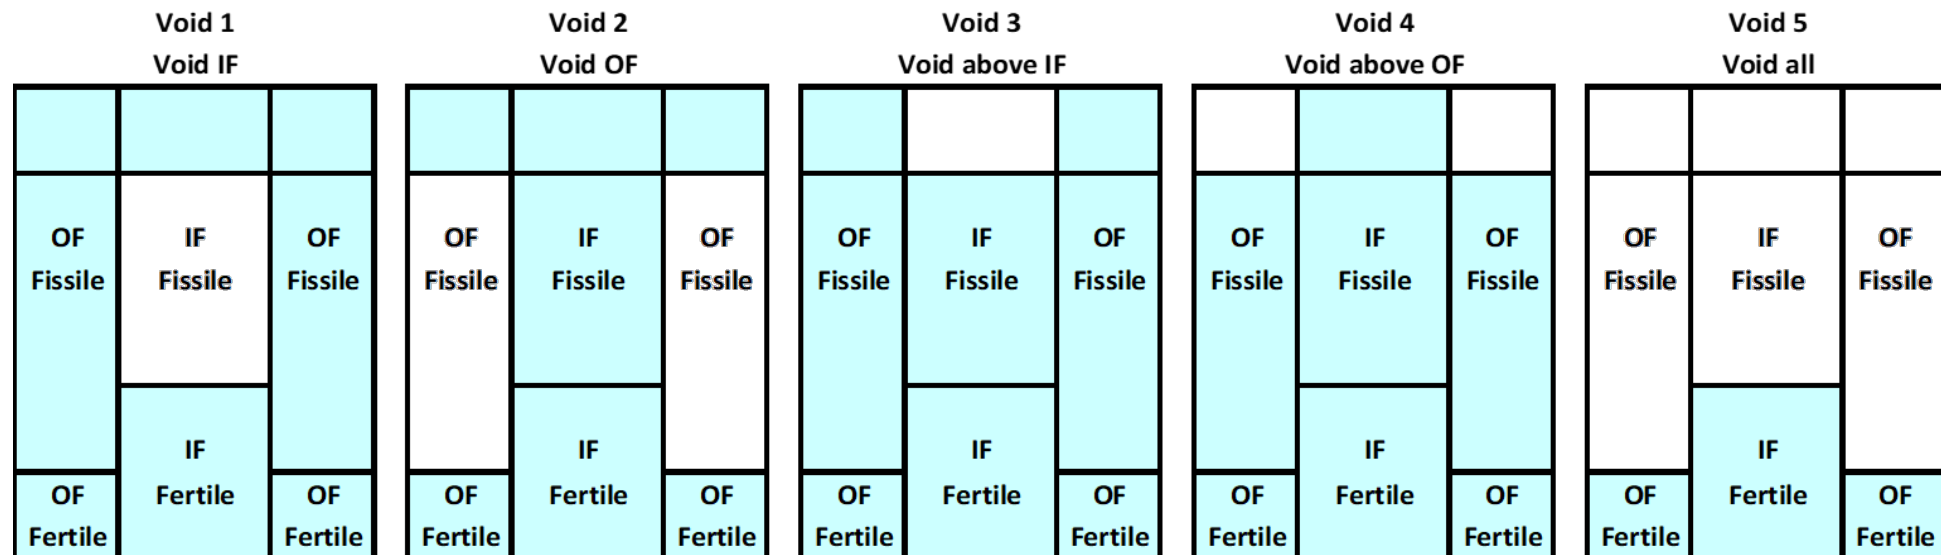 Void 1 Void 2 Void 3 Void 4 Void 5
Void IF Void OF Void above IF Void above OF Void all
OF IF OF OF IF OF OF IF OF OF IF OF OF IF OF
Fissile Fissile Fissile Fissile Fissile Fissile Fissile Fissile Fissile Fissile Fissile Fissile Fissile Fissile Fissile
IF IF IF IF IF
OF Fertile OF OF Fertile OF OF Fertile OF OF Fertile OF OF Fertile OF
Fertile Fertile Fertile Fertile Fertile Fertile Fertile Fertile Fertile Fertile